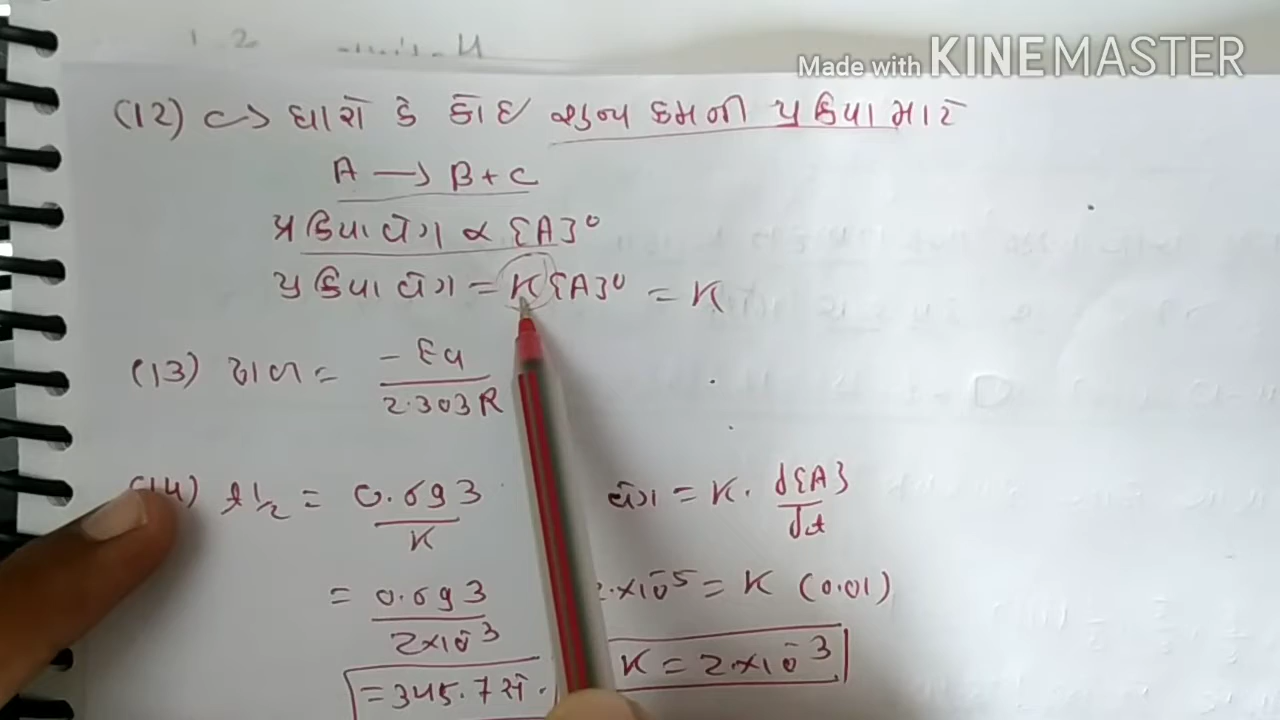 Made with KINEMASTER
(12) ધારો કે કોઇ શૂન્ય ક્રમની પ્રક્રિયા માટે
A → B + C
પ્રક્રિયા વેગ ∝ {A}⁰
પ્રક્રિયા વેગ = K {A}⁰ = K
(13) ઢાળ = -Ea / 2.303R
(14) t½ = 0.693 / K
વેગ = K · d{A} / dt
= 0.693 / 2×10⁻³
2×10⁻⁵ = K (0.01)
= 345.7 સે.
K = 2×10⁻³